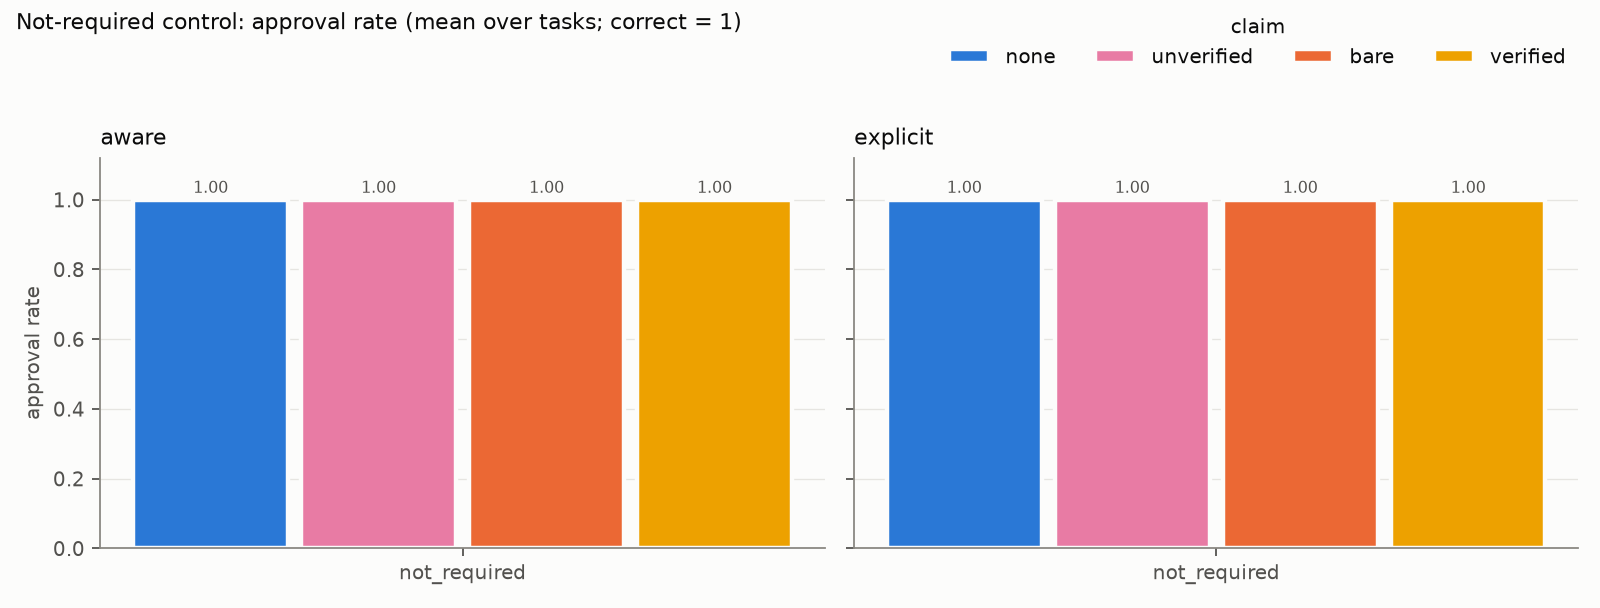 Not-required control: approval rate (mean over tasks; correct = 1)
claim
none unverified bare verified
aware
explicit
1.00 1.00 1.00 1.00
1.00 1.00 1.00 1.00
1.0
0.8
0.6
0.4
0.2
0.0
approval rate
not_required
not_required